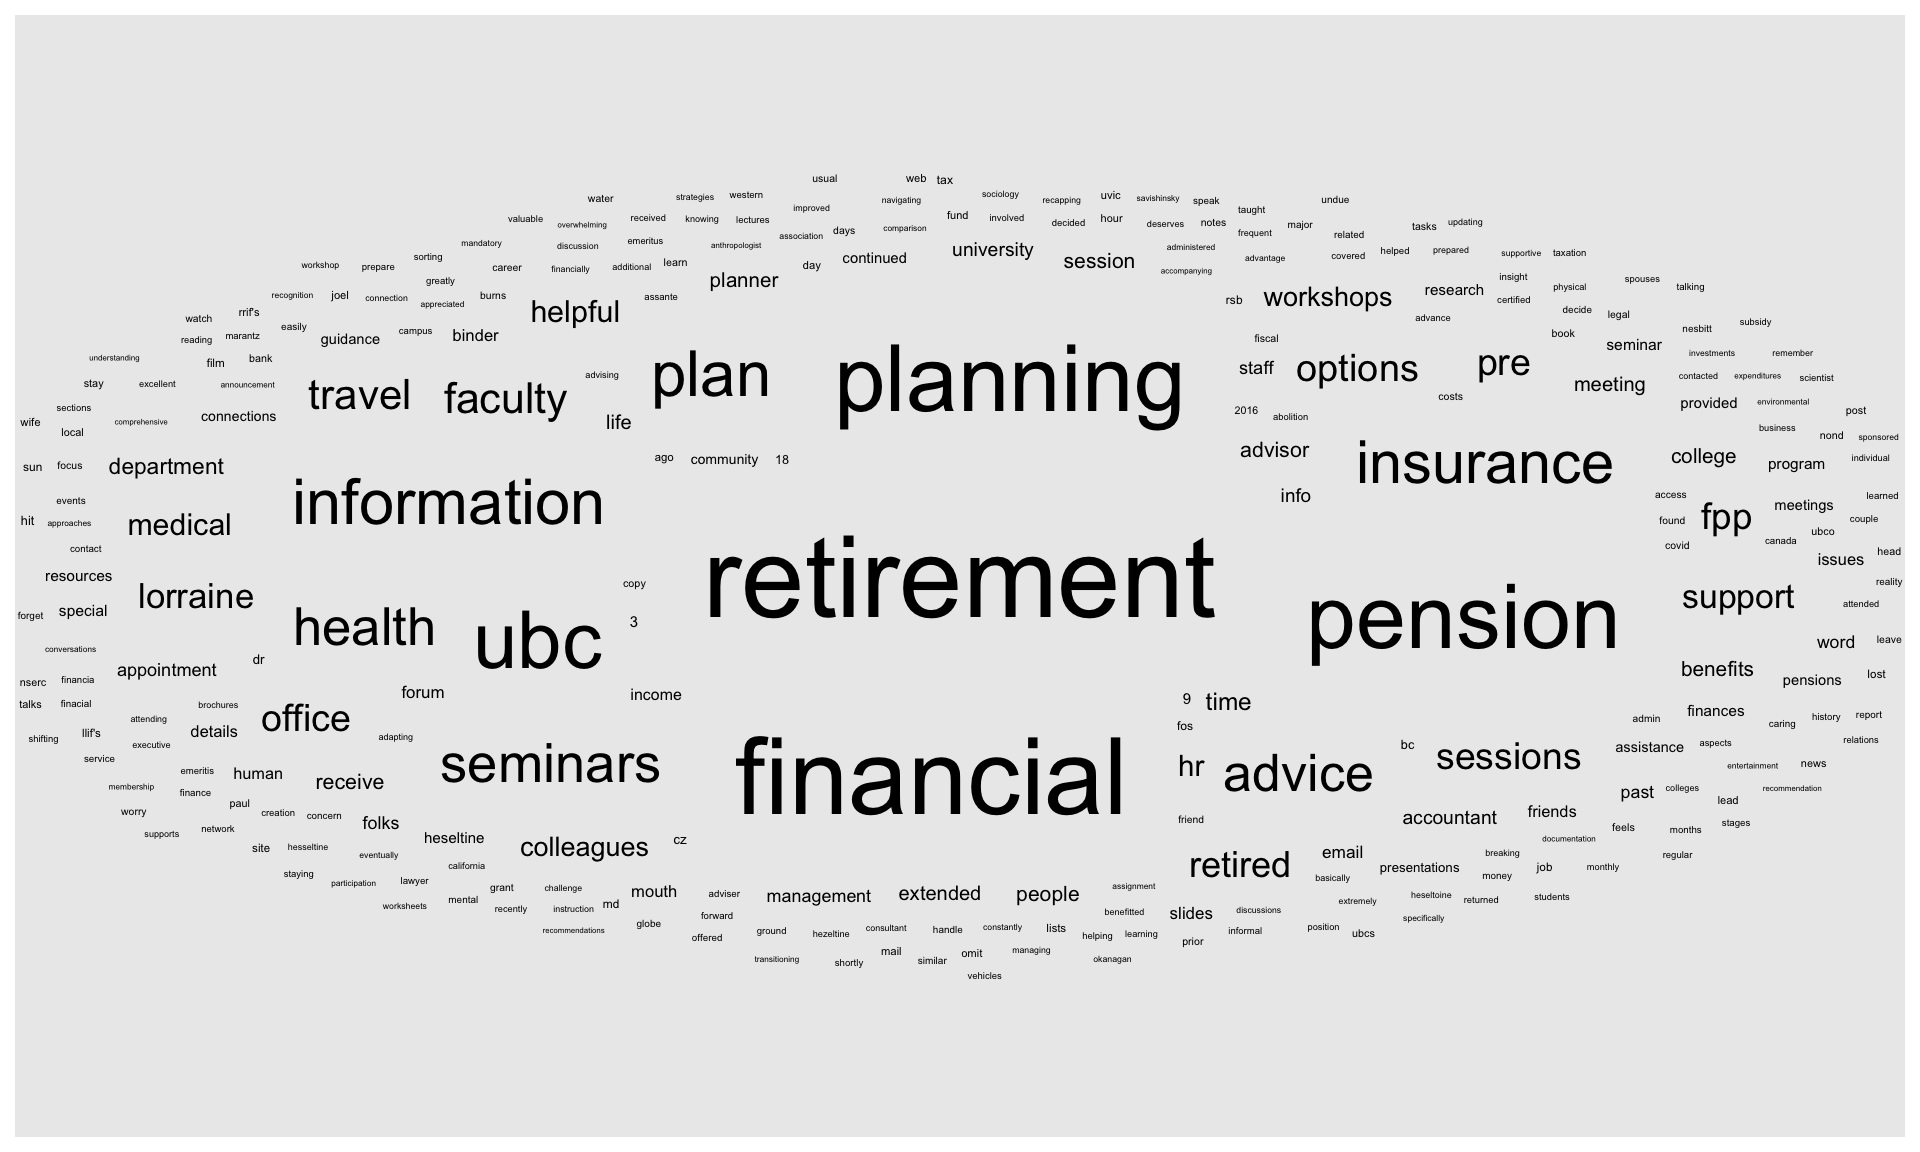 usual web tax
water strategies western improved navigating sociology recapping uvic savishinsky speak taught undue
valuable overwhelming received knowing lectures fund involved decided hour deserves notes frequent major related tasks updating
mandatory discussion emeritus anthropologist association days comparison university administered advantage covered helped prepared supportive taxation
workshop prepare sorting career financially additional learn planner day continued session accompanying insight spouses
recognition joel connection greatly appreciated burns helpful assante rsb workshops research certified physical talking
watch rrif's easily guidance campus binder fiscal advance decide legal
reading marantz book seminar nesbitt subsidy
understanding film bank plan planning staff options pre investments remember
stay excellent announcement travel faculty advising costs meeting contacted expenditures scientist
sections comprehensive connections life 2016 abolition provided environmental post
wife local business nond sponsored
sun focus department ago community 18 advisor insurance college program individual
events information info access meetings learned
hit approaches medical found fpp ubco couple
contact covid canada issues head
resources lorraine copy retirement support reality
forget special health ubc 3 pension attended
conversations word leave
nserc financia appointment dr forum income benefits pensions lost
talks finacial brochures office 9 time finances history report
shifting llif's attending details adapting fos admin caring relations
service executive seminars financial hr advice bc sessions assistance aspects
membership emeritis human receive past entertainment news
worry finance paul creation concern colleges recommendation lead
supports network folks friend accountant friends feels months stages
site hesseltine eventually heseltine colleagues cz documentation
staying participation lawyer california retired email presentations breaking job monthly regular
worksheets mental grant challenge mouth adviser management extended people assignment basically money
recently instruction md forward benefitted slides discussions extremely heseltoine returned students
recommendations globe offered ground hezeltine consultant handle constantly lists helping learning prior informal position ubcs specifically
transitioning shortly mail similar omit managing okanagan
vehicles